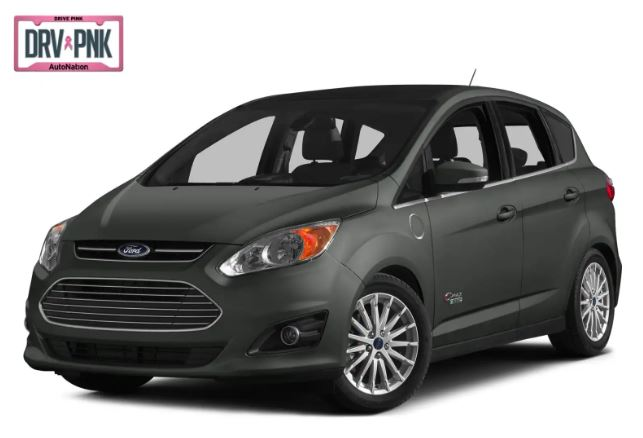 DRIVE PINK
DRV PNK
AutoNation
Ford